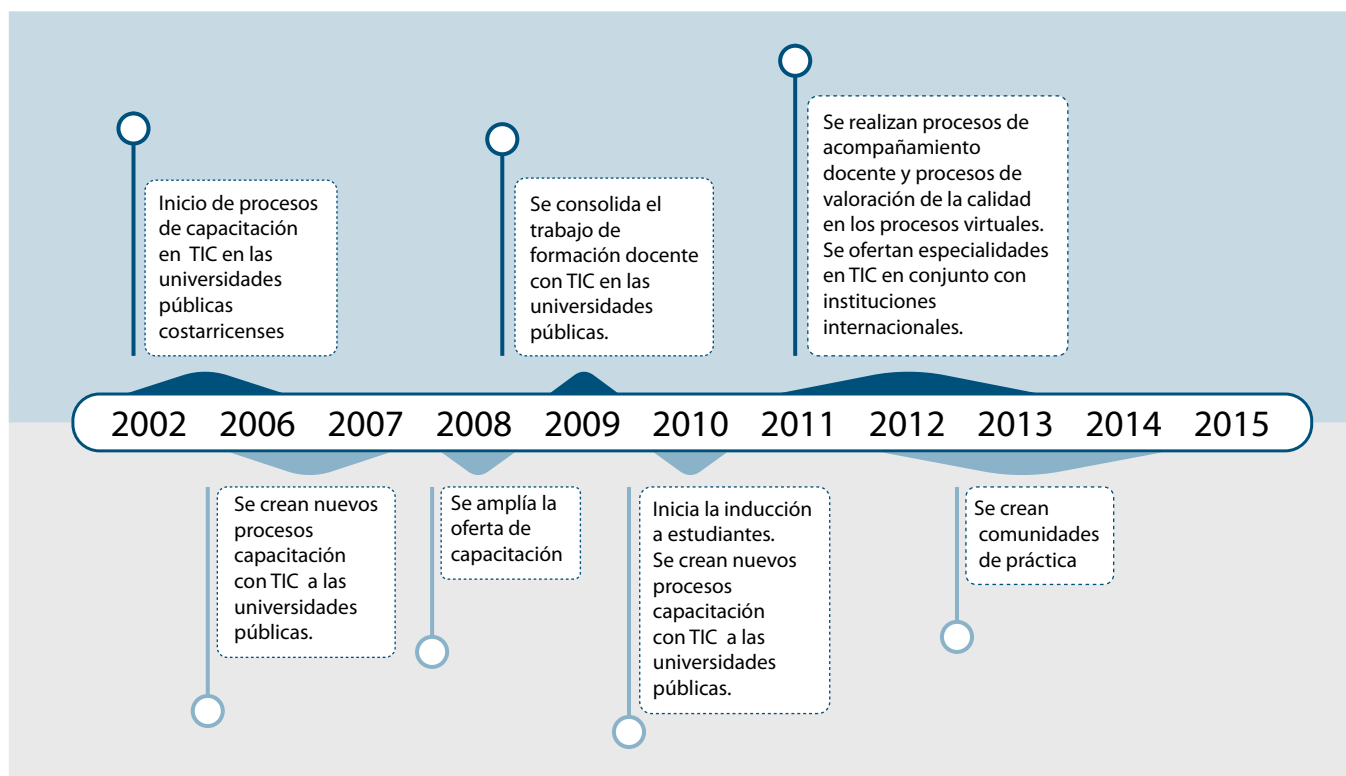 Inicio de procesos
de capacitación
en TIC en las
universidades
públicas
costarricenses
Se consolida el
trabajo de
formación docente
con TIC en las
universidades
públicas.
Se realizan procesos de
acompañamiento
docente y procesos de
valoración de la calidad
en los procesos virtuales.
Se ofertan especialidades
en TIC en conjunto con
instituciones
internacionales.
2002 2006 2007 2008 2009 2010 2011 2012 2013 2014 2015
Se crean nuevos
procesos
capacitación
con TIC a las
universidades
públicas.
Se amplía la
oferta de
capacitación
Inicia la inducción
a estudiantes.
Se crean nuevos
procesos
capacitación
con TIC a las
universidades
públicas.
Se crean
comunidades
de práctica